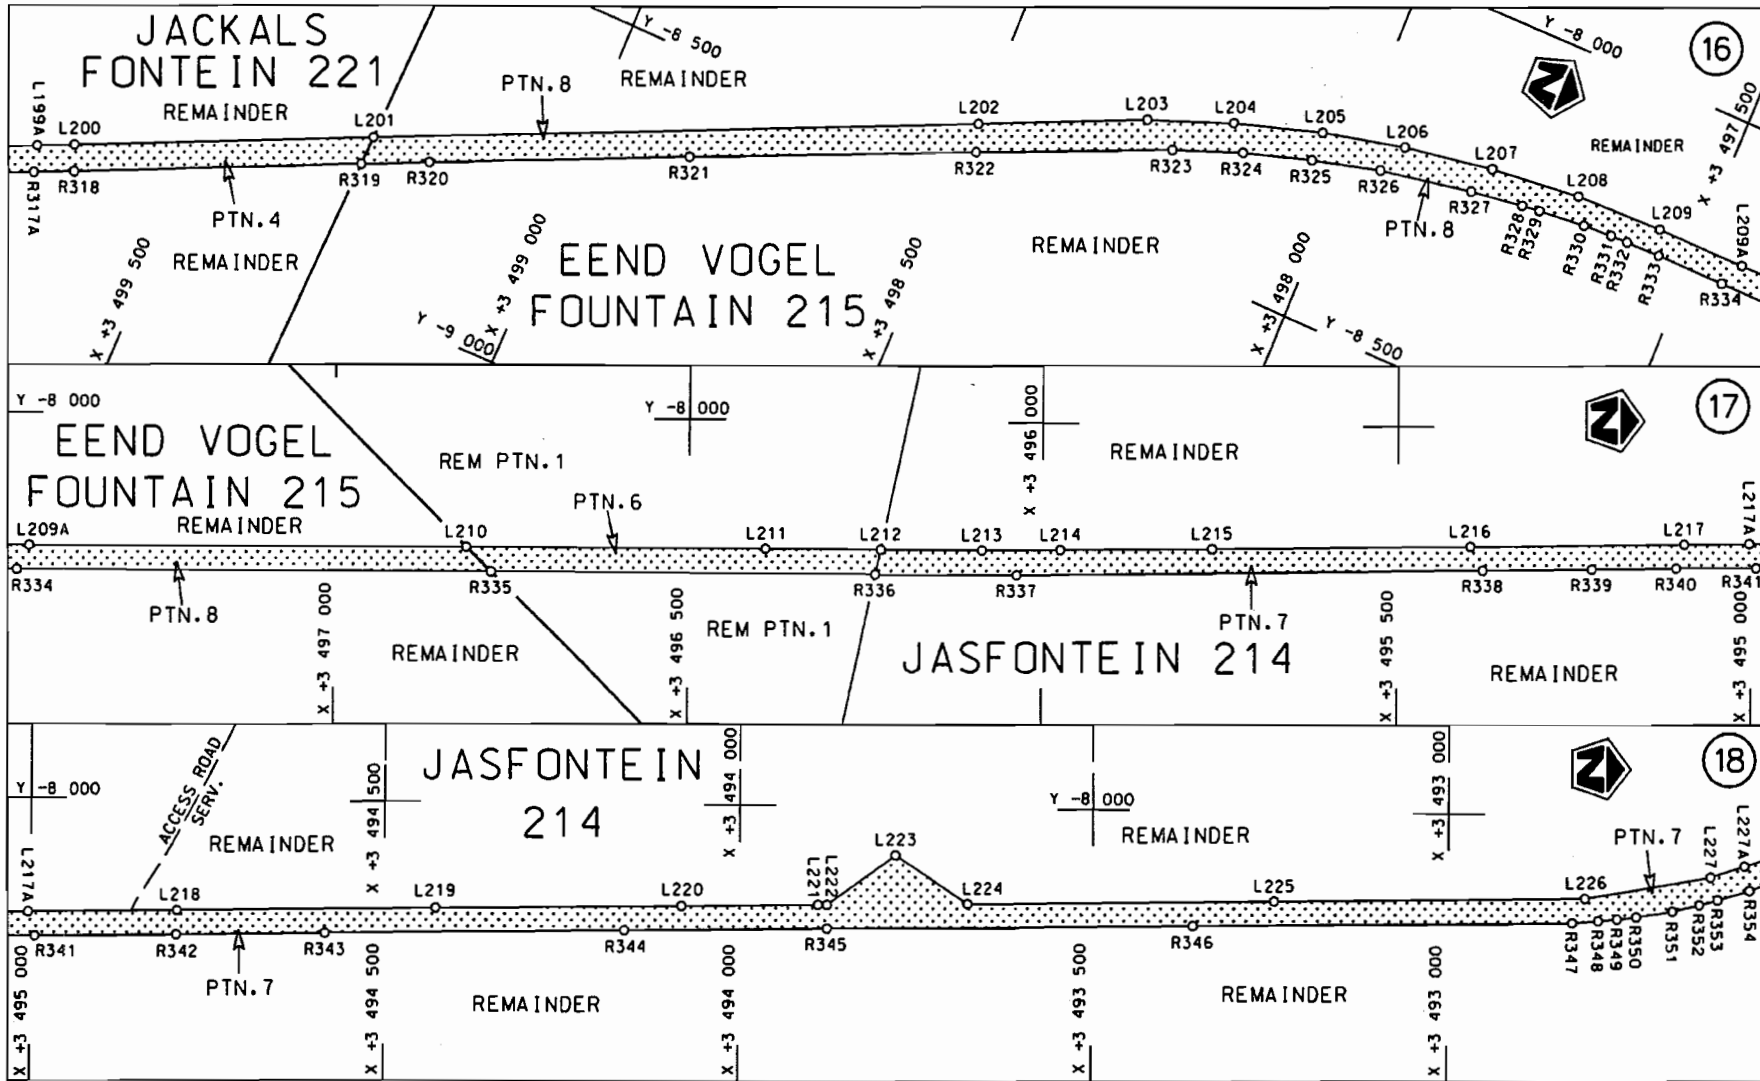 JACKALS
FONTEIN 221
REMAINDER
PTN.8
REMAINDER
Y -8 500
Y -8 000
16
N
L199A
L200
L201
L202
L203
L204
L205
L206
L207
L208
L209
L209A
REMAINDER
X +3 497 500
R317A
R318
R319
R320
R321
R322
R323
R324
R325
R326
R327
R328
R329
R330
R331
R332
R333
R334
PTN.4
PTN.8
REMAINDER
X +3 499 500
Y -9 000
X +3 499 000
EEND VOGEL
FOUNTAIN 215
X +3 498 500
REMAINDER
X +3 498 000
Y -8 500
Y -8 000
EEND VOGEL
FOUNTAIN 215
REMAINDER
REM PTN.1
Y -8 000
PTN.6
X +3 496 000
REMAINDER
17
N
L209A
L210
L211
L212
L213
L214
L215
L216
L217
L217A
R334
R335
R336
R337
R338
R339
R340
R341
PTN.8
X +3 497 000
REMAINDER
X +3 496 500
REM PTN.1
JASFONTEIN 214
PTN.7
X +3 495 500
REMAINDER
X +3 495 000
Y -8 000
ACCESS ROAD
SERV.
REMAINDER
X +3 494 500
JASFONTEIN
214
X +3 494 000
Y -8 000
REMAINDER
X +3 493 000
18
N
PTN.7
L217A
L218
L219
L220
L221
L222
L223
L224
L225
L226
L227
L227A
R341
R342
R343
R344
R345
R346
R347
R348
R349
R350
R351
R352
R353
R354
X +3 495 000
PTN.7
X +3 494 500
REMAINDER
X +3 494 000
X +3 493 500
REMAINDER
X +3 493 000